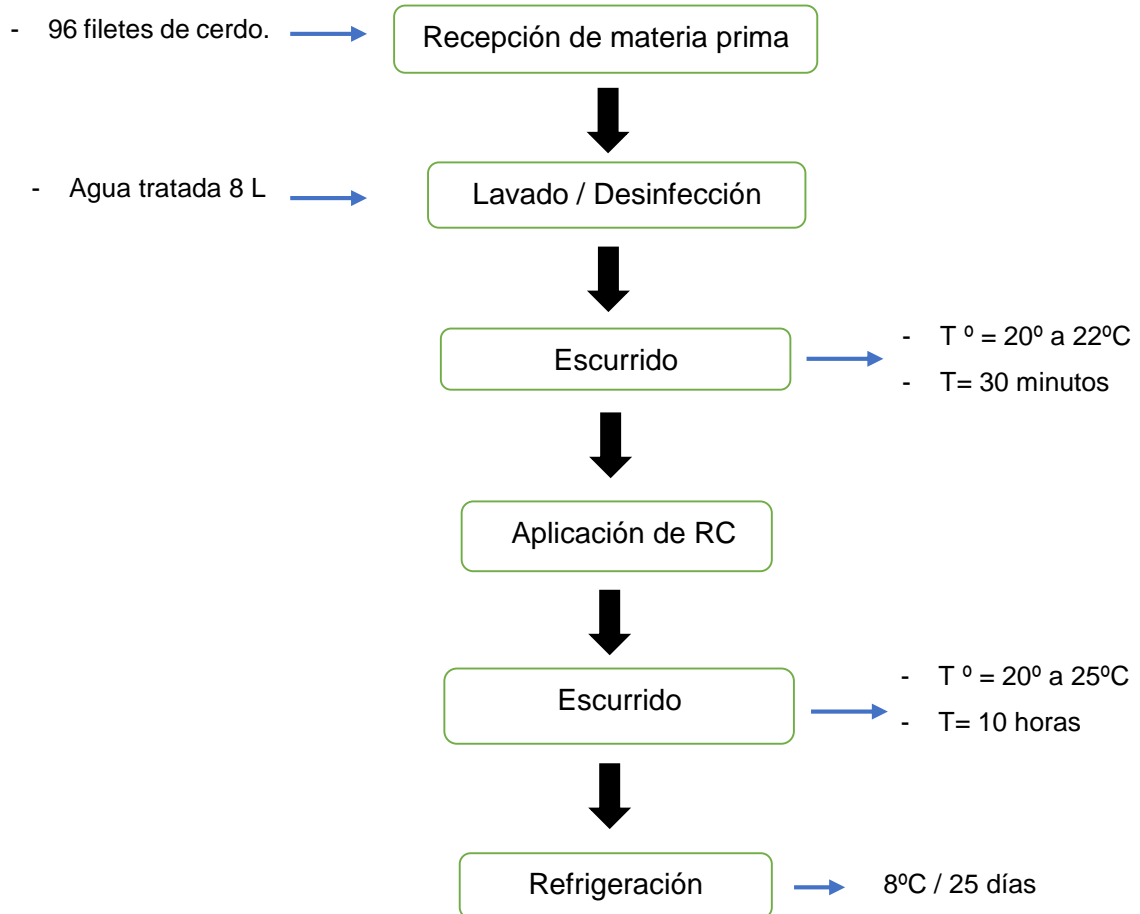 - 96 filetes de cerdo.
Recepción de materia prima
- Agua tratada 8 L
Lavado / Desinfección
Escurrido
- T º = 20º a 22ºC
- T= 30 minutos
Aplicación de RC
Escurrido
- T º = 20º a 25ºC
- T= 10 horas
Refrigeración
8ºC / 25 días